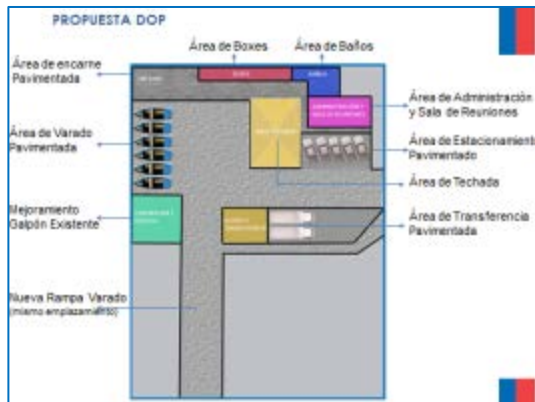 PROPUESTA DOP
Área de Boxes
Área de Baños
Área de encarne
Pavimentada
Área de Administración
y Sala de Reuniones
Área de Varado
Pavimentada
Área de Estacionamiento
Pavimentado
Área de Techada
Mejoramiento
Galpón Existente
Área de Transferencia
Pavimentada
Nueva Rampa Varado
(mismo emplazamiento)